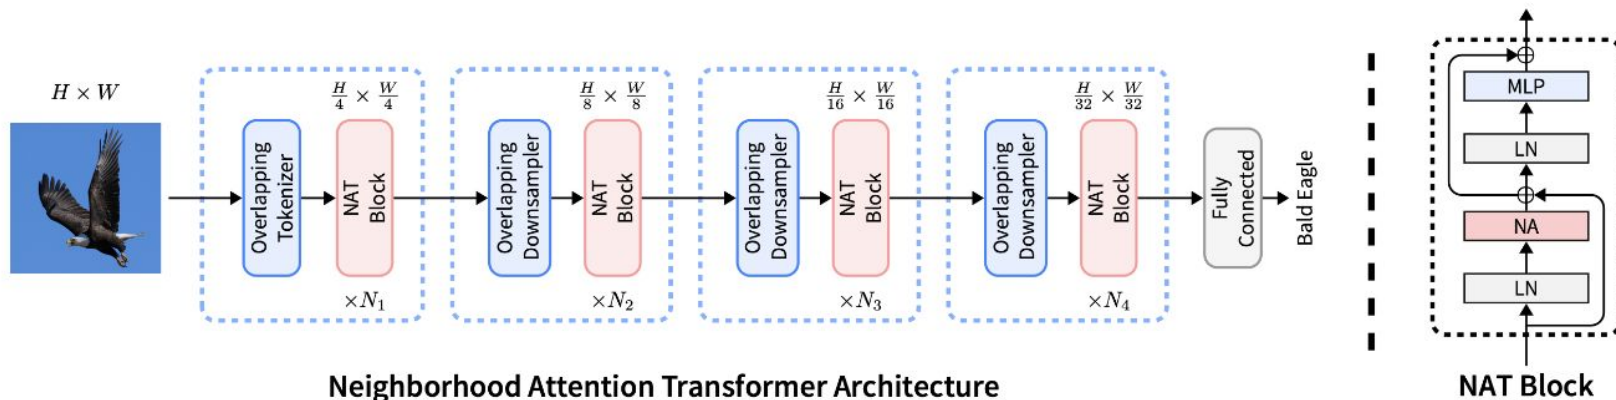 H × W
H/4 × W/4
Overlapping Tokenizer
NAT Block
×N₁
H/8 × W/8
Overlapping Downsampler
NAT Block
×N₂
H/16 × W/16
Overlapping Downsampler
NAT Block
×N₃
H/32 × W/32
Overlapping Downsampler
NAT Block
×N₄
Fully Connected
Bald Eagle
Neighborhood Attention Transformer Architecture
MLP
LN
NA
LN
NAT Block